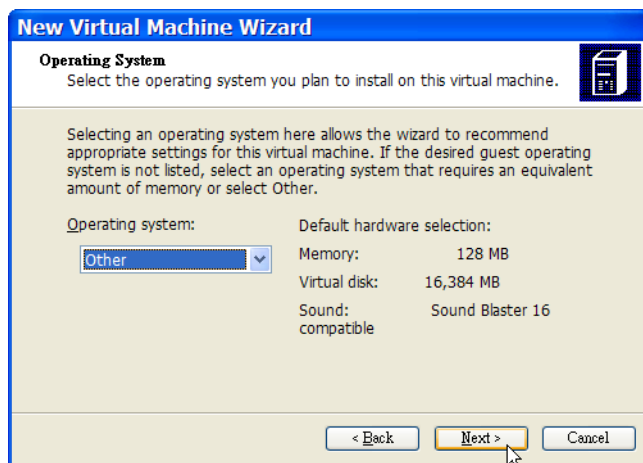 New Virtual Machine Wizard
Operating System
Select the operating system you plan to install on this virtual machine.
Selecting an operating system here allows the wizard to recommend
appropriate settings for this virtual machine. If the desired guest operating
system is not listed, select an operating system that requires an equivalent
amount of memory or select Other.
Operating system:
Other
Default hardware selection:
Memory: 128 MB
Virtual disk: 16,384 MB
Sound: Sound Blaster 16
compatible
< Back Next > Cancel